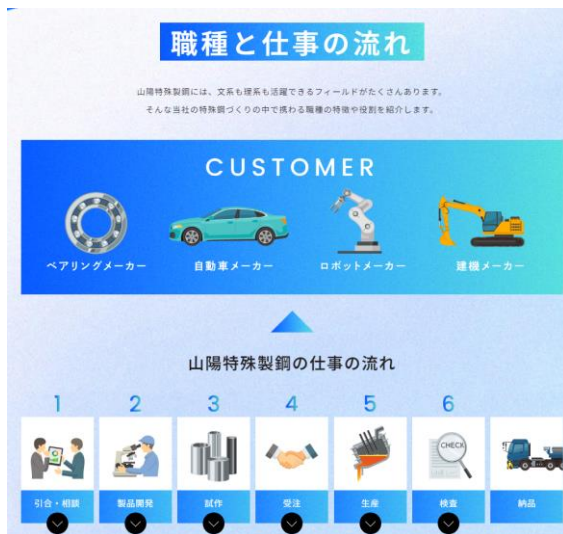 職種と仕事の流れ
山陽特殊製鋼には、文系も理系も活躍できるフィールドがたくさんあります。
そんな当社の特殊鋼づくりの中で携わる職種の特徴や役割を紹介します。
CUSTOMER
ベアリングメーカー
自動車メーカー
ロボットメーカー
建機メーカー
山陽特殊製鋼の仕事の流れ
1
2
3
4
5
6
CHECK
引合・相談
製品開発
試作
受注
生産
検査
納品